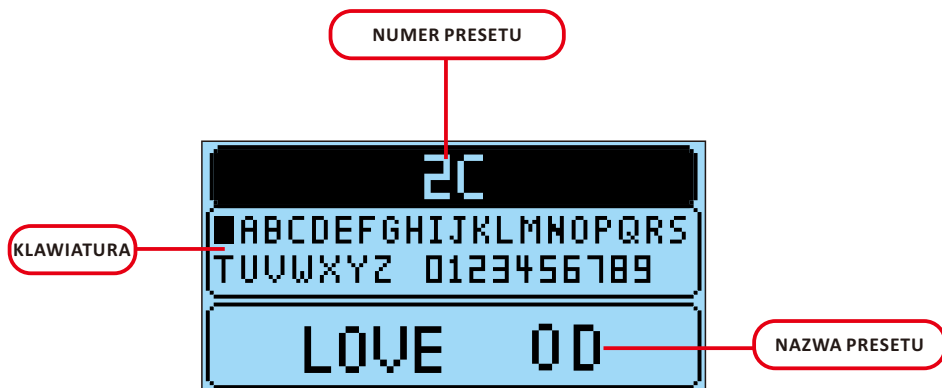 NUMER PRESETU
2C
ABCDEFGHIJKLMNOPQRS
KLAWIATURA
TUVWXYZ 0123456789
LOVE OD
NAZWA PRESETU